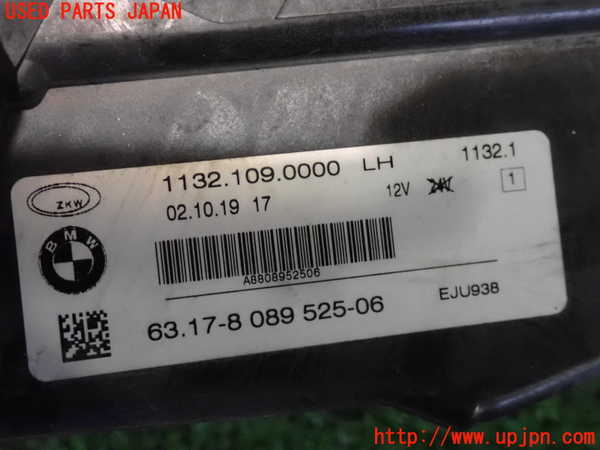 USED PARTS JAPAN
1132.109.0000 LH 1132.1
ZKW
02.10.19 17 12V 1
BMW
A8808952506
63.17-8 089 525-06 EJU938
http://www.upjpn.com/